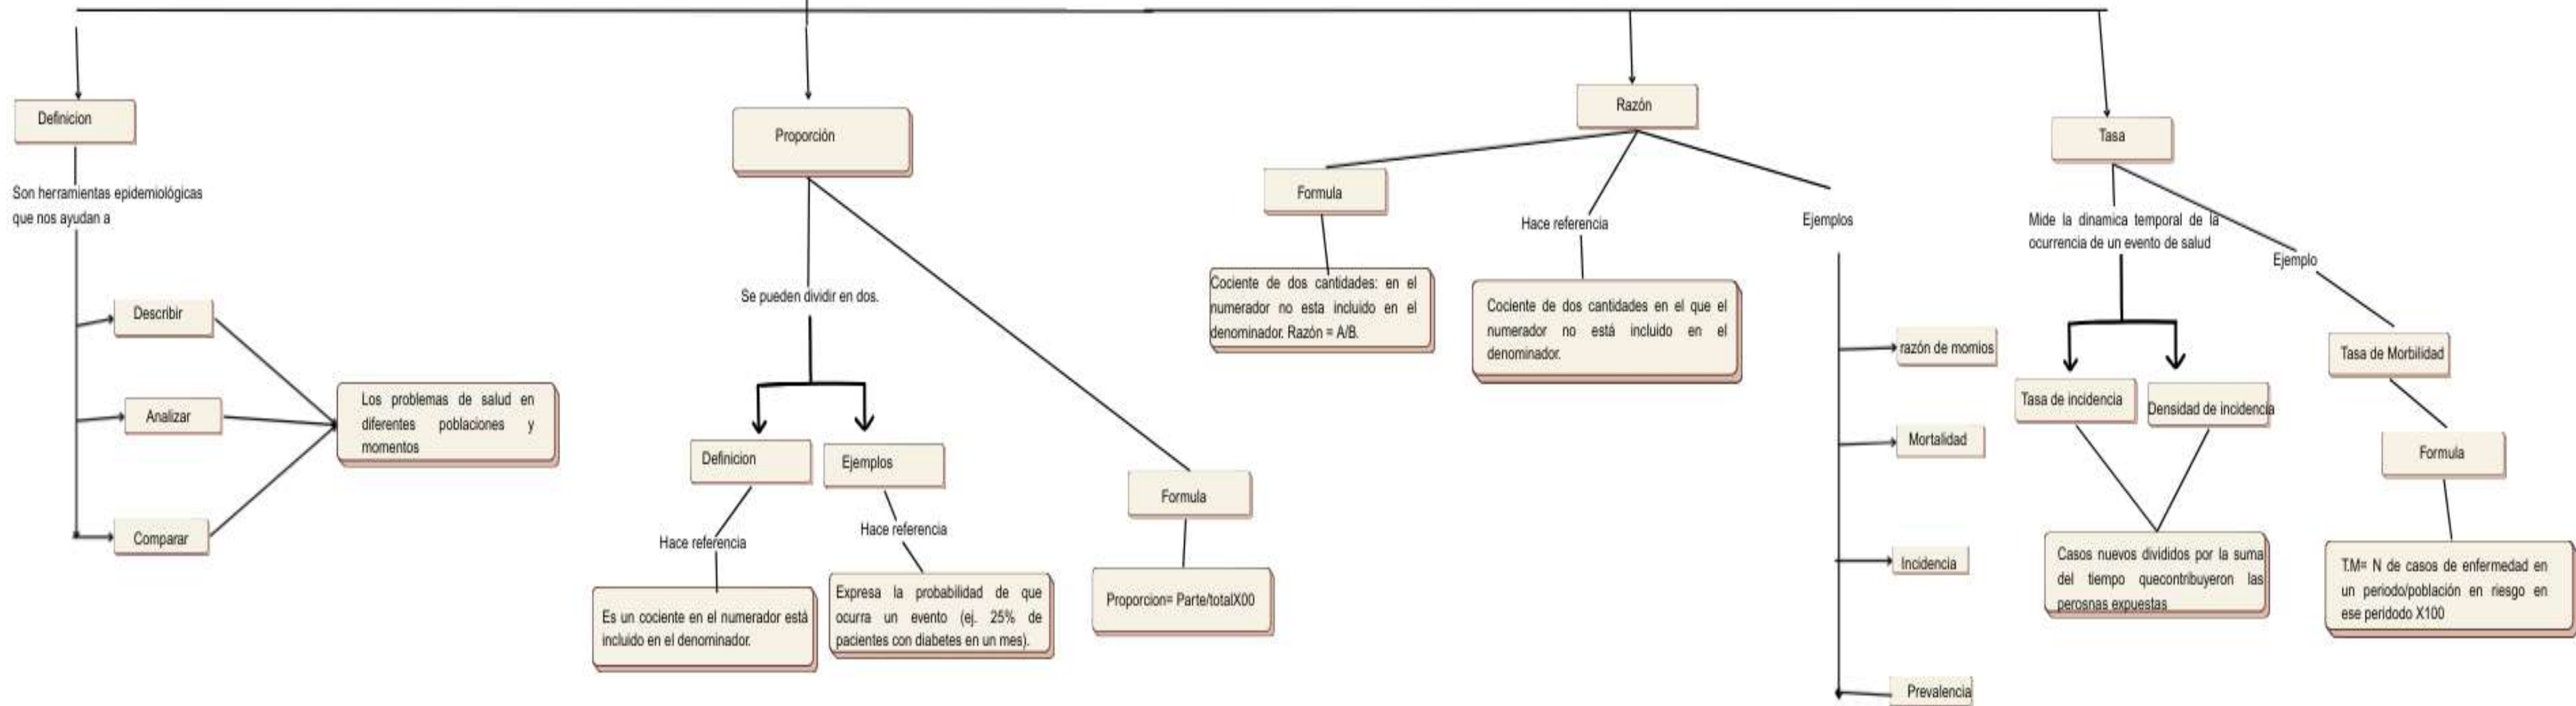 Definicion
Son herramientas epidemiológicas
que nos ayudan a
Describir
Analizar
Comparar
Los problemas de salud en
diferentes poblaciones y
momentos
Proporción
Se pueden dividir en dos.
Definicion
Hace referencia
Es un cociente en el numerador está
incluido en el denominador.
Ejemplos
Hace referencia
Expresa la probabilidad de que
ocurra un evento (ej. 25% de
pacientes con diabetes en un mes).
Formula
Proporcion= Parte/totalX00
Razón
Formula
Cociente de dos cantidades: en el
numerador no esta incluido en el
denominador. Razón = A/B.
Hace referencia
Cociente de dos cantidades en el que el
numerador no está incluido en el
denominador.
Ejemplos
razón de momios
Mortalidad
Incidencia
Prevalencia
Tasa
Mide la dinamica temporal de la
ocurrencia de un evento de salud
Tasa de incidencia
Densidad de incidencia
Casos nuevos divididos por la suma
del tiempo quecontribuyeron las
perosnas expuestas
Ejemplo
Tasa de Morbilidad
Formula
T.M= N de casos de enfermedad en
un periodo/población en riesgo en
ese peridodo X100